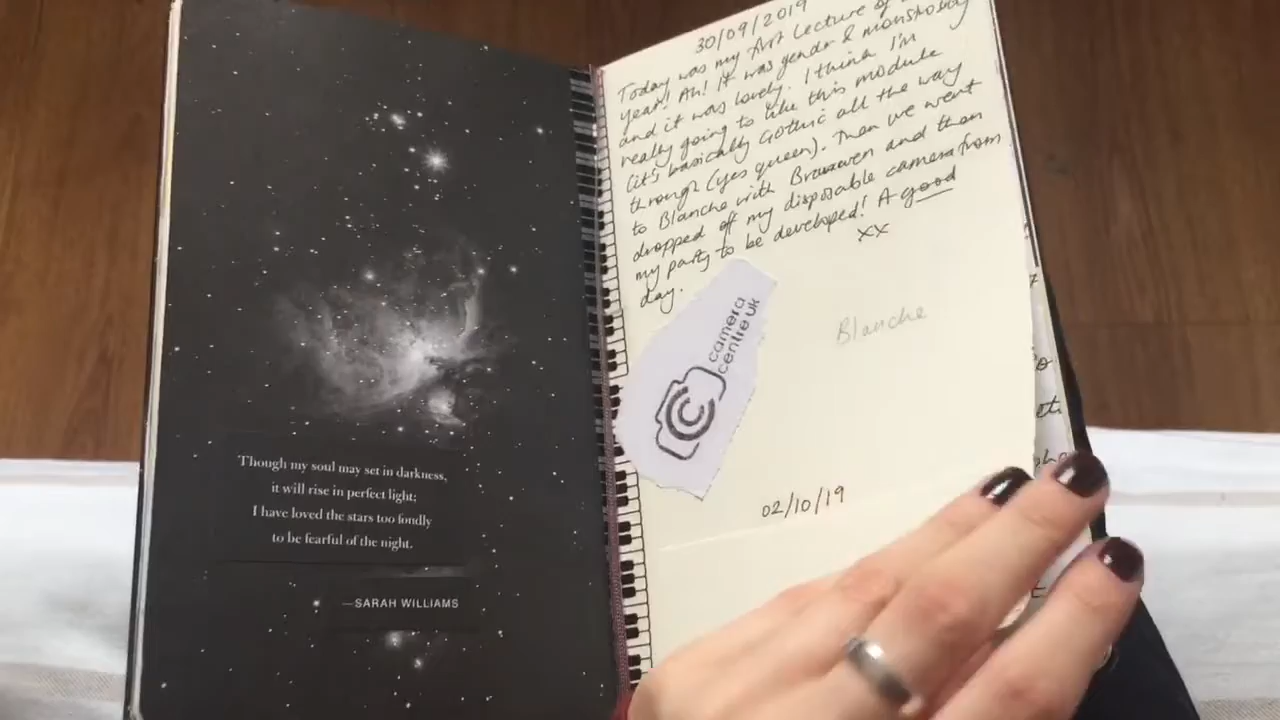 Though my soul may set in darkness,
it will rise in perfect light;
I have loved the stars too fondly
to be fearful of the night.
—SARAH WILLIAMS
30/09/2019
Today was my Art Lecture of
year! Ah! It was gender & monstrosity
and it was lovely. I think I'm
really going to like this module
(it's basically Gothic all the way
through (yes queen). Then we went
to Blanche with and then
dropped off my disposable camera from
my party to be developed! A good
day. xx
camera
centre uk
Blanche
02/10/19